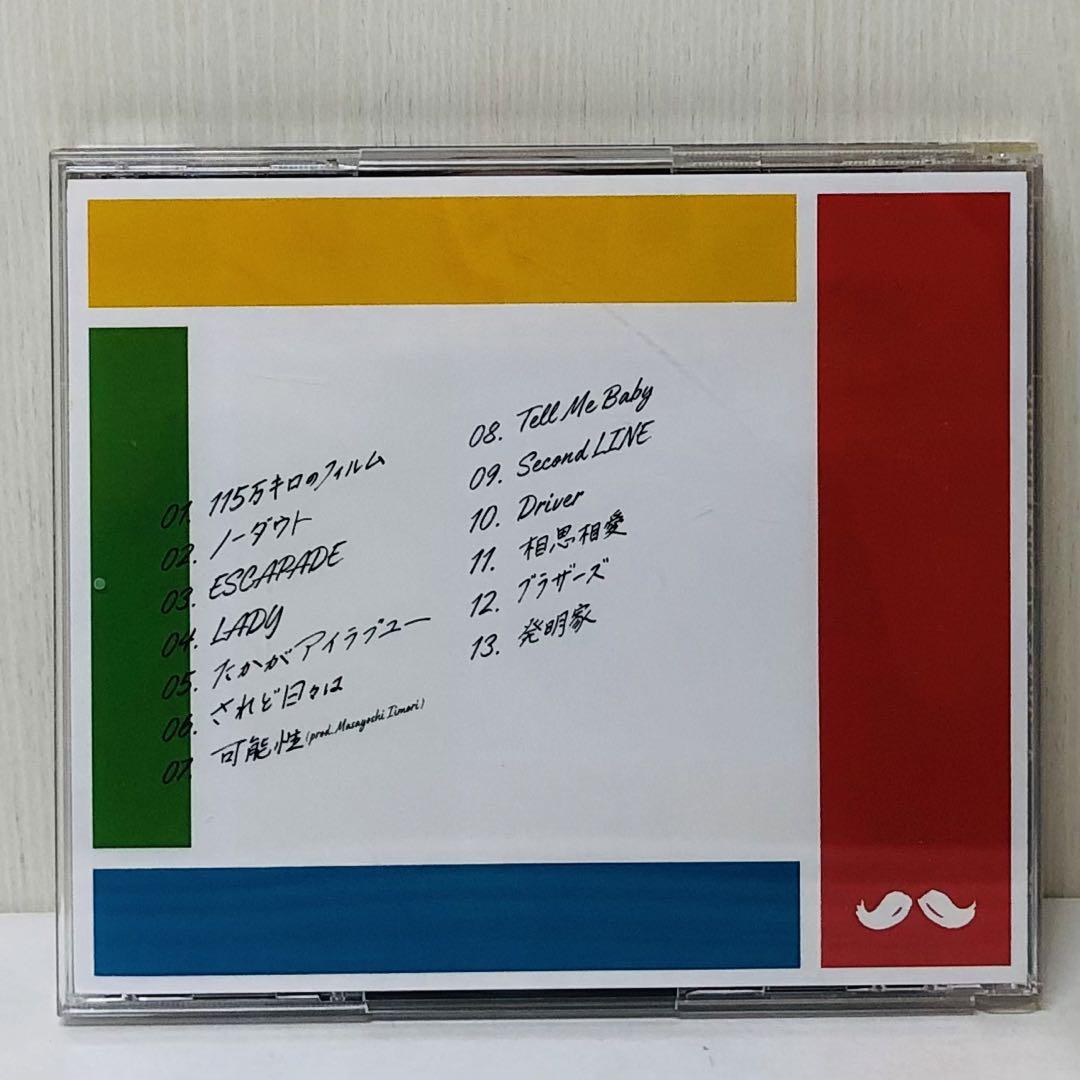 01. 115万キロのフィルム
02. ノーダウト
03. ESCAPADE
04. LADY
05. たかがアイラブユー
06. されど日々は
07. 可能性 (prod. Masayoshi Iimori)
08. Tell Me Baby
09. Second LINE
10. Driver
11. 相思相愛
12. ブラザーズ
13. 発明家